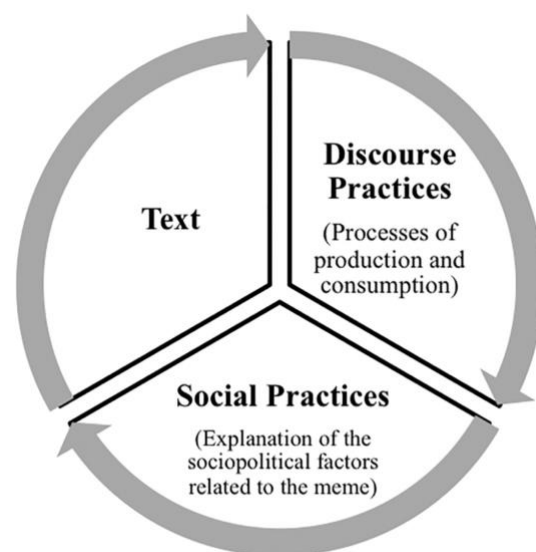 Text
Discourse
Practices
(Processes of
production and
consumption)
Social Practices
(Explanation of the
sociopolitical factors
related to the meme)